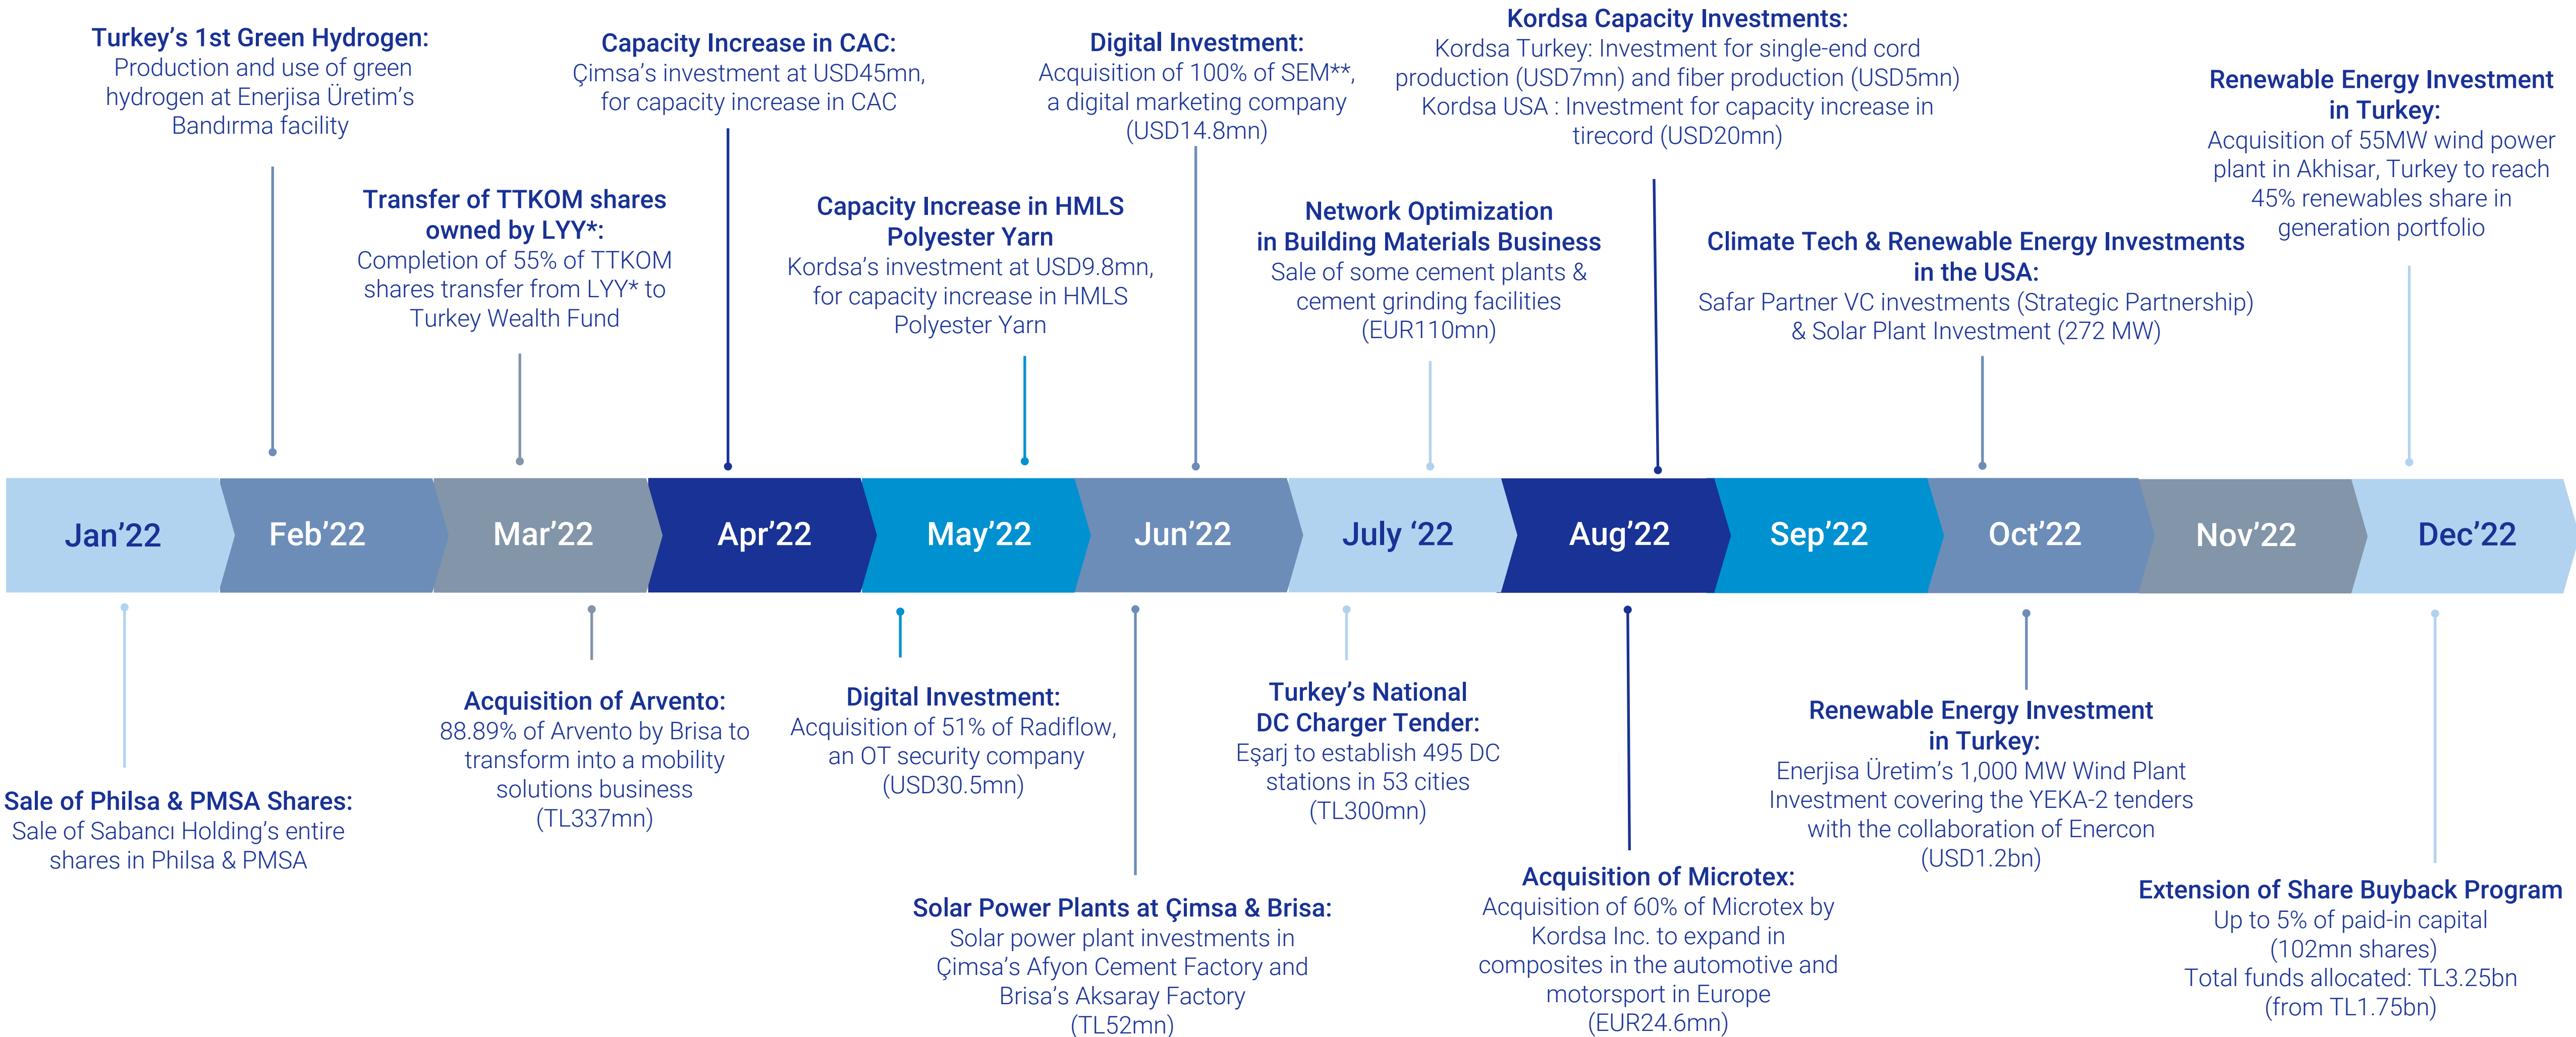 Turkey’s 1st Green Hydrogen:
Production and use of green
hydrogen at Enerjisa Üretim’s
Bandırma facility
Transfer of TTKOM shares
owned by LYY*:
Completion of 55% of TTKOM
shares transfer from LYY* to
Turkey Wealth Fund
Capacity Increase in CAC:
Çimsa’s investment at USD45mn,
for capacity increase in CAC
Capacity Increase in HMLS
Polyester Yarn
Kordsa’s investment at USD9.8mn,
for capacity increase in HMLS
Polyester Yarn
Digital Investment:
Acquisition of 100% of SEM**,
a digital marketing company
(USD14.8mn)
Network Optimization
in Building Materials Business
Sale of some cement plants &
cement grinding facilities
(EUR110mn)
Kordsa Capacity Investments:
Kordsa Turkey: Investment for single-end cord
production (USD7mn) and fiber production (USD5mn)
Kordsa USA : Investment for capacity increase in
tirecord (USD20mn)
Climate Tech & Renewable Energy Investments
in the USA:
Safar Partner VC investments (Strategic Partnership)
& Solar Plant Investment (272 MW)
Renewable Energy Investment
in Turkey:
Acquisition of 55MW wind power
plant in Akhisar, Turkey to reach
45% renewables share in
generation portfolio
Jan’22
Feb’22
Mar’22
Apr’22
May’22
Jun’22
July ‘22
Aug’22
Sep’22
Oct’22
Nov’22
Dec’22
Sale of Philsa & PMSA Shares:
Sale of Sabancı Holding’s entire
shares in Philsa & PMSA
Acquisition of Arvento:
88.89% of Arvento by Brisa to
transform into a mobility
solutions business
(TL337mn)
Digital Investment:
Acquisition of 51% of Radiflow,
an OT security company
(USD30.5mn)
Solar Power Plants at Çimsa & Brisa:
Solar power plant investments in
Çimsa’s Afyon Cement Factory and
Brisa’s Aksaray Factory
(TL52mn)
Turkey’s National
DC Charger Tender:
Eşarj to establish 495 DC
stations in 53 cities
(TL300mn)
Acquisition of Microtex:
Acquisition of 60% of Microtex by
Kordsa Inc. to expand in
composites in the automotive and
motorsport in Europe
(EUR24.6mn)
Renewable Energy Investment
in Turkey:
Enerjisa Üretim’s 1,000 MW Wind Plant
Investment covering the YEKA-2 tenders
with the collaboration of Enercon
(USD1.2bn)
Extension of Share Buyback Program
Up to 5% of paid-in capital
(102mn shares)
Total funds allocated: TL3.25bn
(from TL1.75bn)